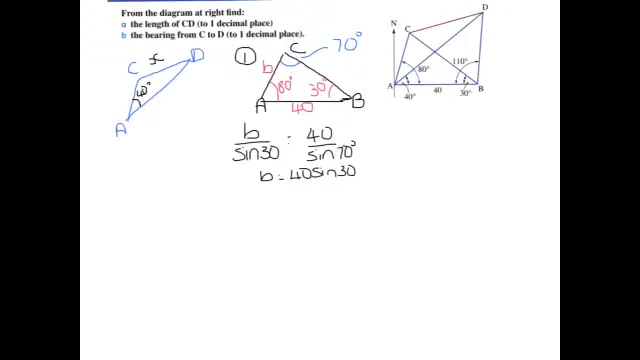 From the diagram at right find:
a the length of CD (to 1 decimal place)
b the bearing from C to D (to 1 decimal place).
C x D
40°
A
1 C 70°
b
80° 30°
A 40 B
b/sin30 = 40/sin70°
b = 40sin30
D
N
C
80° 110°
A 40° 40 30° B